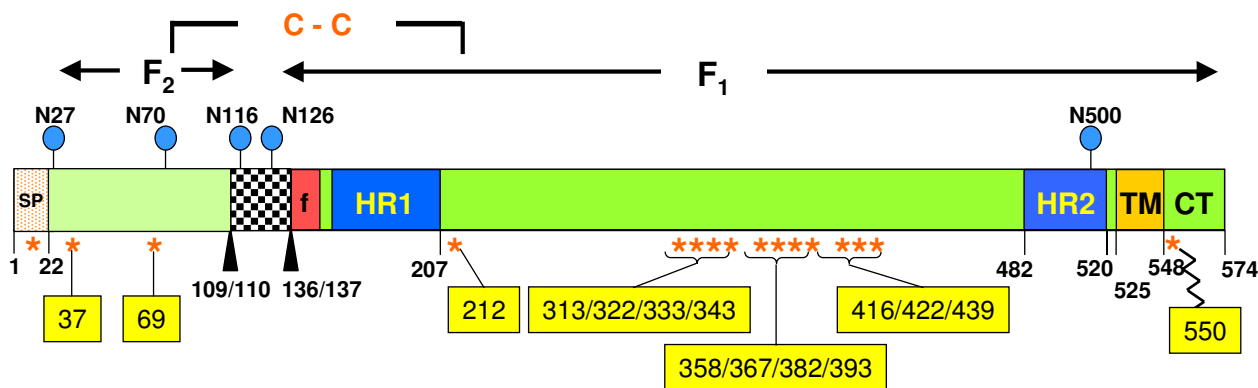 C - C
F2 F1
N27 N70 N116 N126 N500
SP f HR1 HR2 TM CT
* * * * * * * * * * * * * * * *
1 22 109/110 136/137 207 482 520 525 548 574
37 69 212 313/322/333/343 416/422/439 550
358/367/382/393